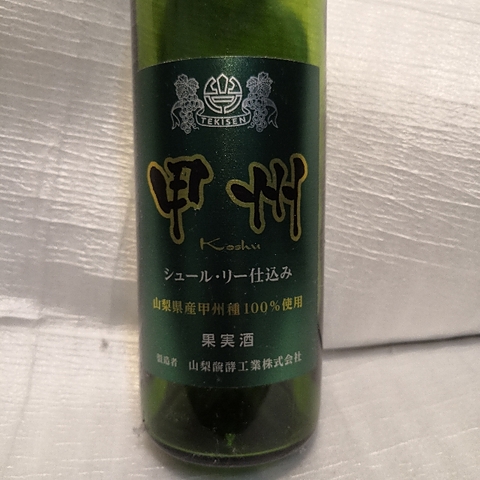 TEKISEN
甲州
Koshu
シュール・リー仕込み
山梨県産甲州種100%使用
果実酒
製造者 山梨醗酵工業株式会社